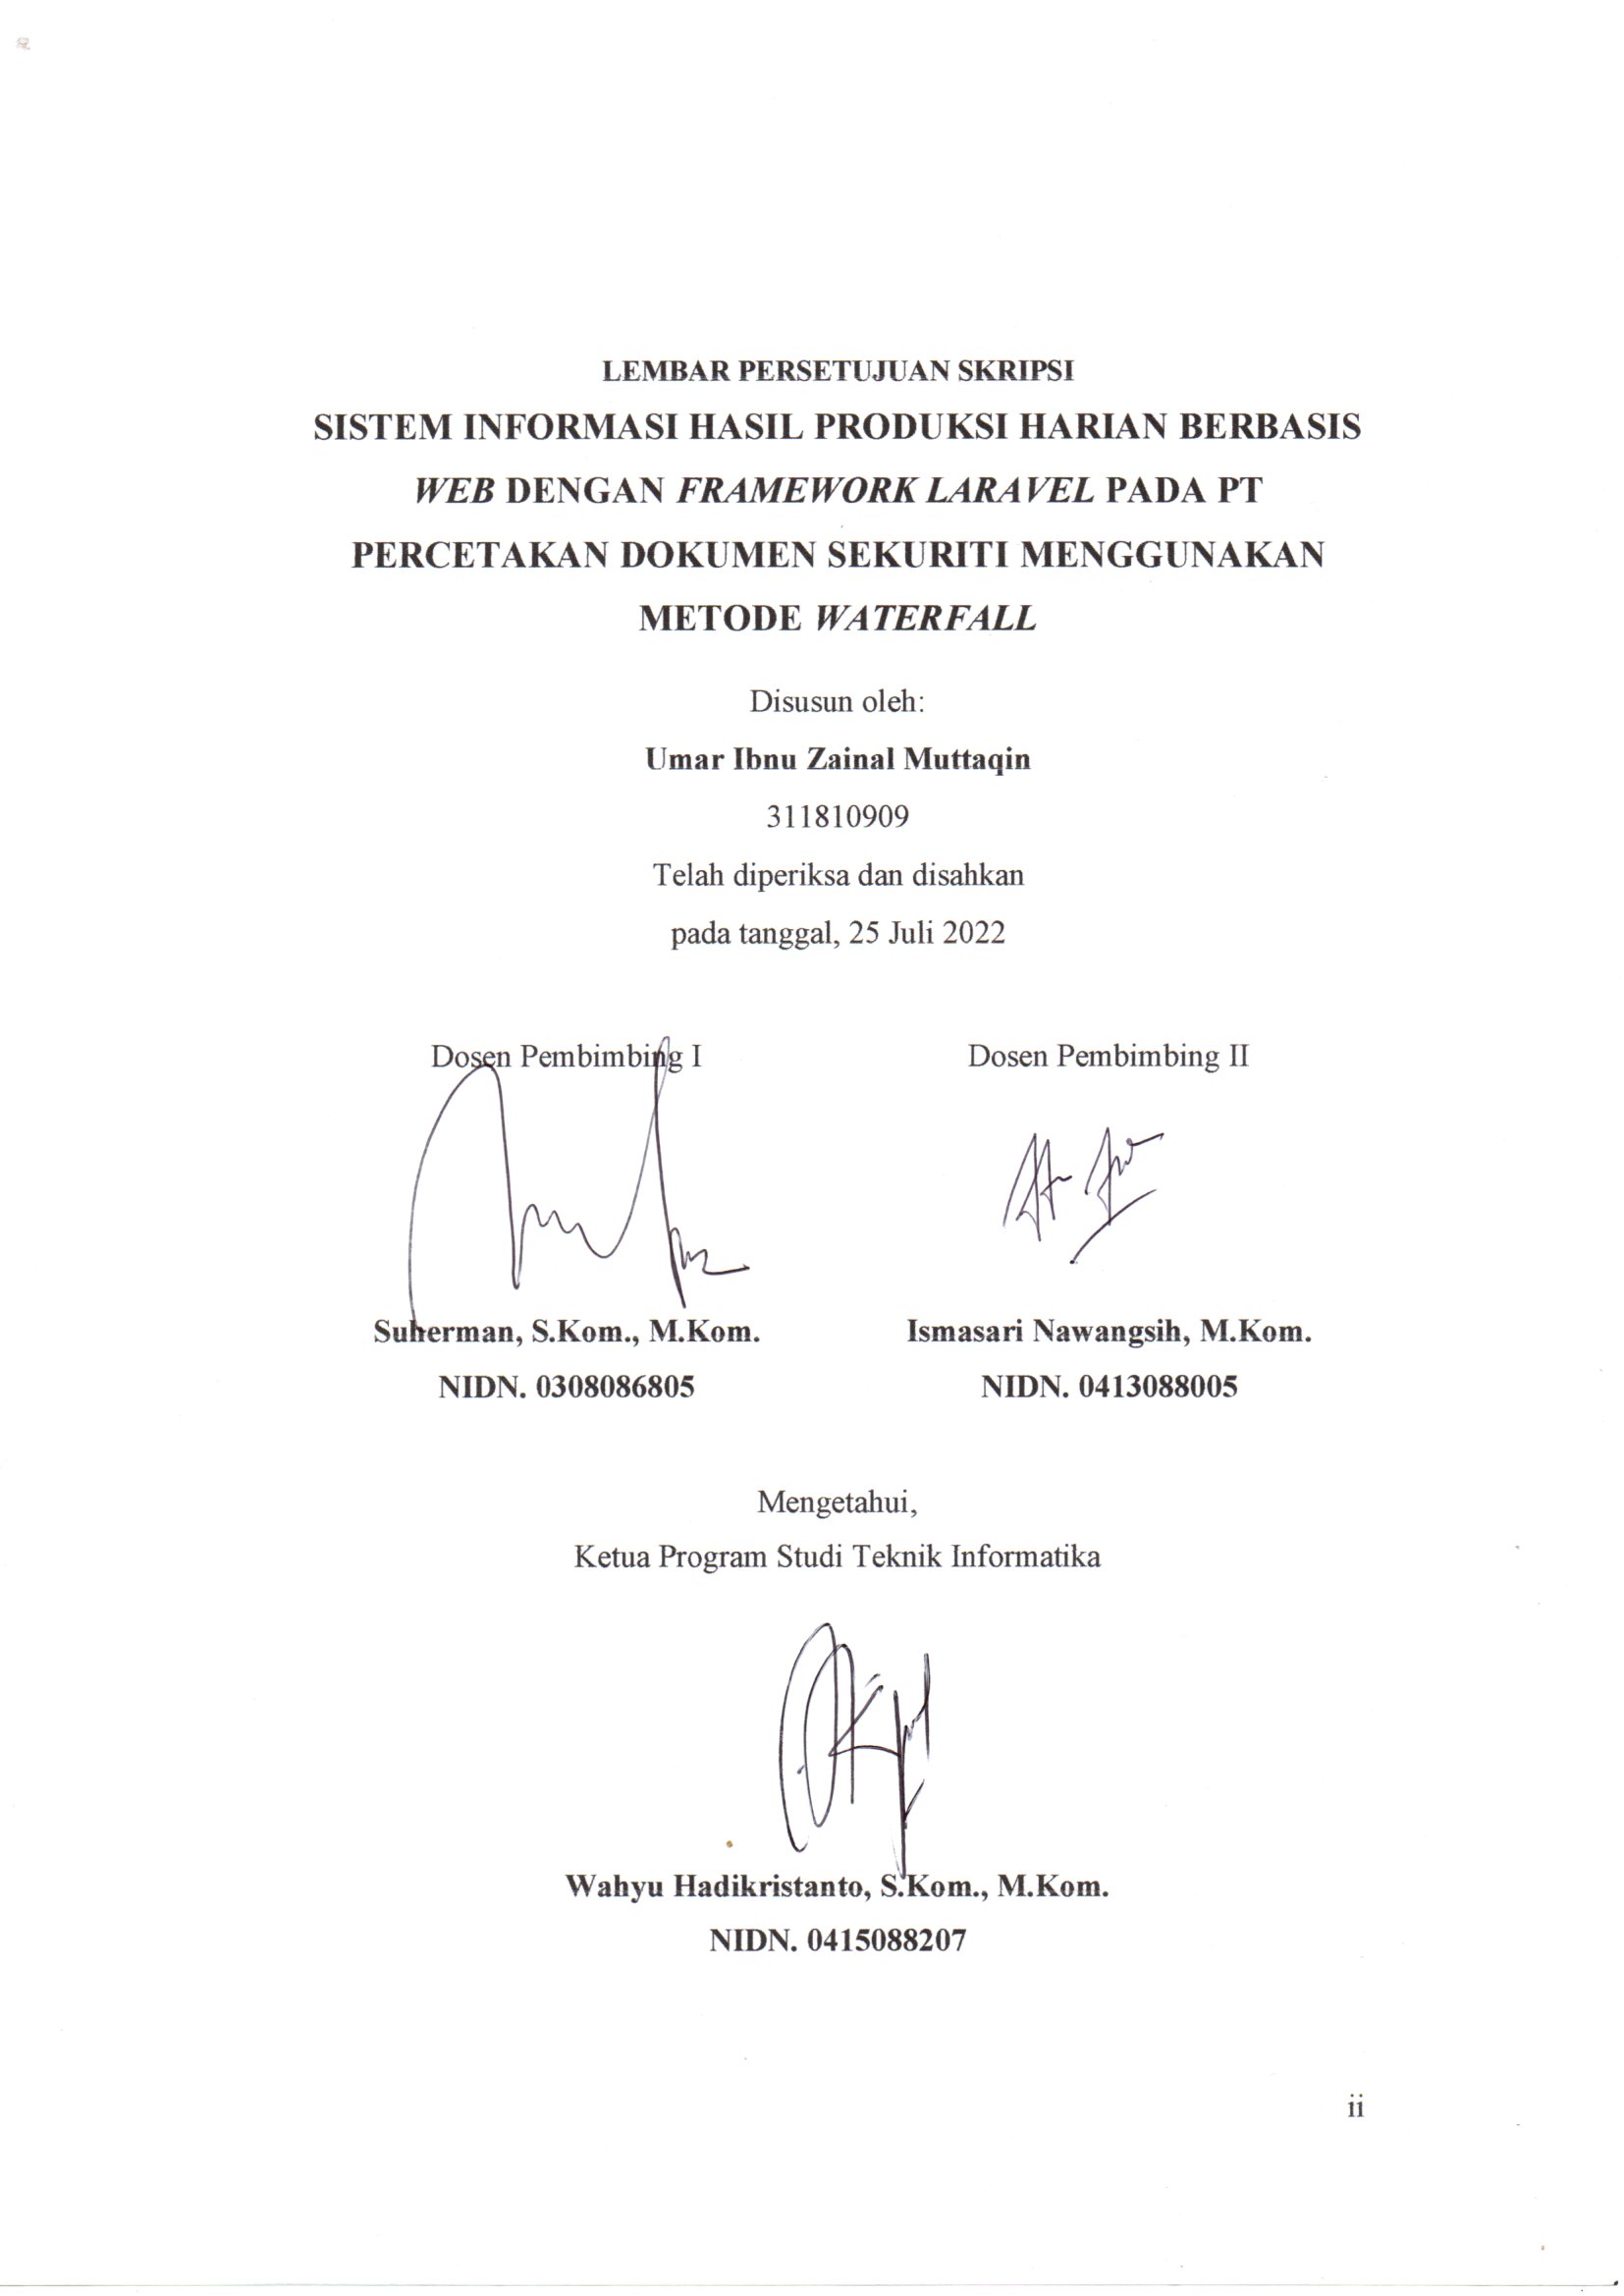 LEMBAR PERSETUJUAN SKRIPSI
SISTEM INFORMASI HASIL PRODUKSI HARIAN BERBASIS
WEB DENGAN FRAMEWORK LARAVEL PADA PT
PERCETAKAN DOKUMEN SEKURITI MENGGUNAKAN
METODE WATERFALL
Disusun oleh:
Umar Ibnu Zainal Muttaqin
311810909
Telah diperiksa dan disahkan
pada tanggal, 25 Juli 2022
Dosen Pembimbing I
Dosen Pembimbing II
Suherman, S.Kom., M.Kom.
Ismasari Nawangsih, M.Kom.
NIDN. 0308086805
NIDN. 0413088005
Mengetahui,
Ketua Program Studi Teknik Informatika
Wahyu Hadikristanto, S.Kom., M.Kom.
NIDN. 0415088207
ii